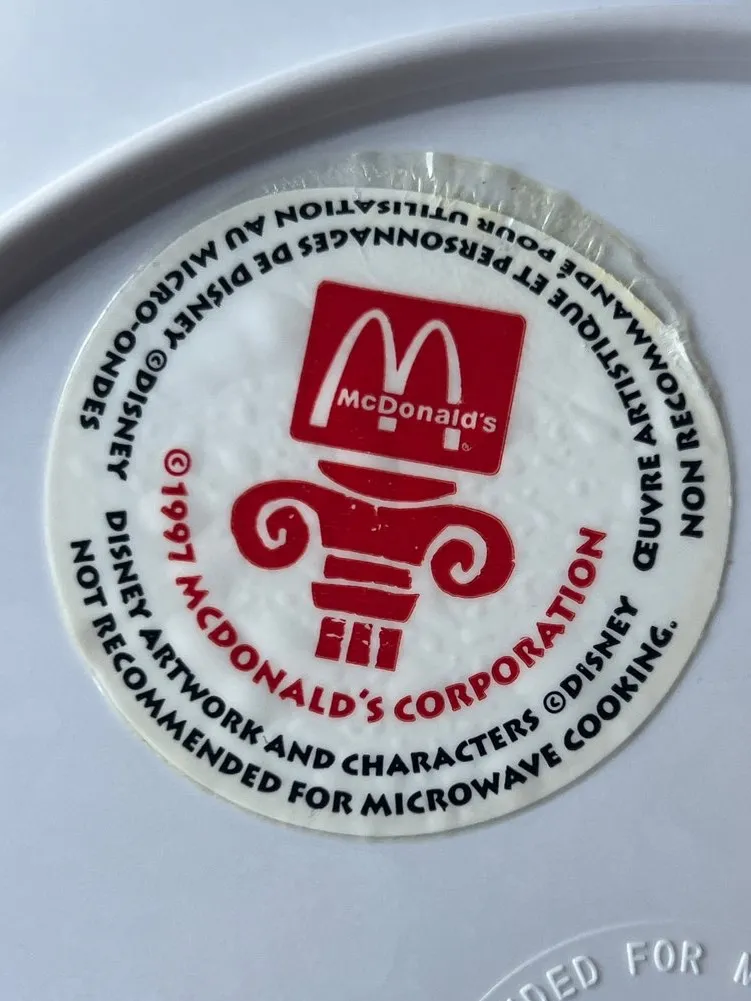 McDonald's
©1997 McDONALD'S CORPORATION
ŒUVRE ARTISTIQUE ET PERSONNAGES DE DISNEY ©DISNEY
NON RECOMMANDÉ POUR UTILISATION AU MICRO-ONDES
DISNEY ARTWORK AND CHARACTERS ©DISNEY
NOT RECOMMENDED FOR MICROWAVE COOKING.
FOR